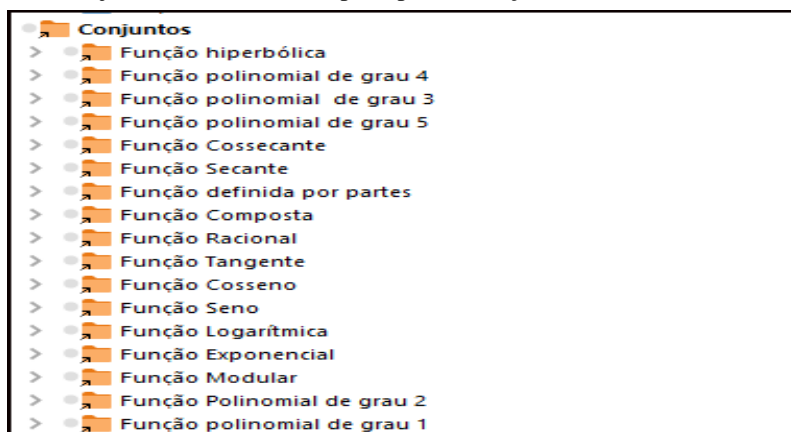 Conjuntos
Função hiperbólica
Função polinomial de grau 4
Função polinomial de grau 3
Função polinomial de grau 5
Função Cossecante
Função Secante
Função definida por partes
Função Composta
Função Racional
Função Tangente
Função Cosseno
Função Seno
Função Logarítmica
Função Exponencial
Função Modular
Função Polinomial de grau 2
Função polinomial de grau 1